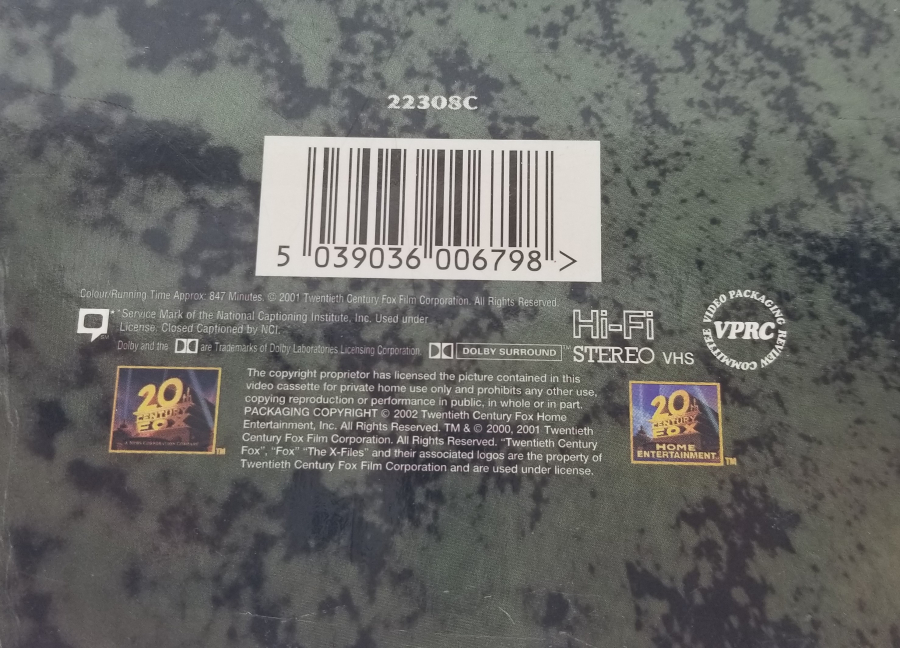 22308C
5 039036 006798 >
Colour/Running Time Approx: 847 Minutes. © 2001 Twentieth Century Fox Film Corporation. All Rights Reserved.
*Service Mark of the National Captioning Institute, Inc. Used under
License. Closed Captioned by NCI.
Dolby and the DD are Trademarks of Dolby Laboratories Licensing Corporation.
DOLBY SURROUND™
Hi-Fi
STEREO VHS
VIDEO PACKAGING
REVIEW COMMITTEE
VPRC
20TH
CENTURY
FOX
A NEWS CORPORATION COMPANY
TM
The copyright proprietor has licensed the picture contained in this
video cassette for private home use only and prohibits any other use,
copying reproduction or performance in public, in whole or in part.
PACKAGING COPYRIGHT © 2002 Twentieth Century Fox Home
Entertainment, Inc. All Rights Reserved. TM & © 2000, 2001 Twentieth
Century Fox Film Corporation. All Rights Reserved. “Twentieth Century
Fox”, “Fox” “The X-Files” and their associated logos are the property of
Twentieth Century Fox Film Corporation and are used under license.
20TH
CENTURY
FOX
HOME
ENTERTAINMENT
TM